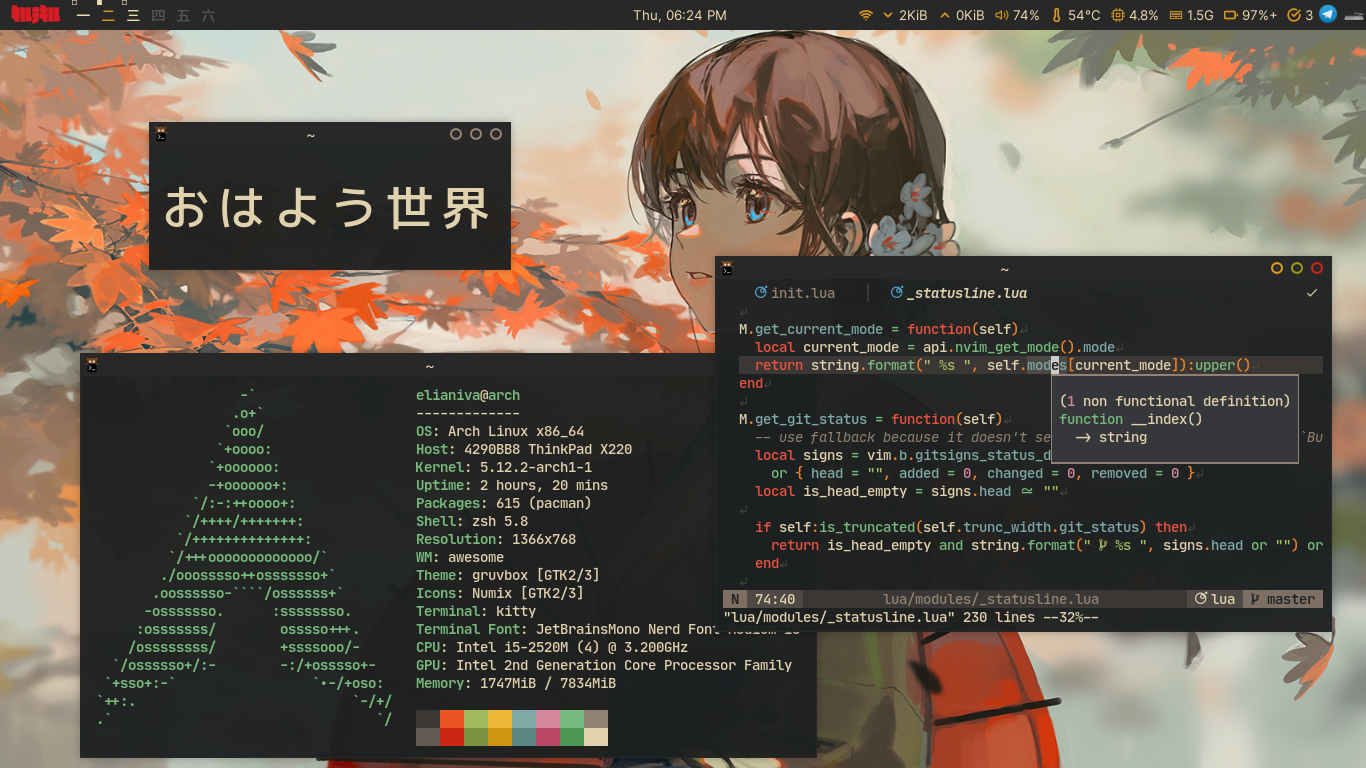 一 二 三 四 五 六
Thu, 06:24 PM
2KiB 0KiB 74% 54°C 4.8% 1.5G 97%+ 3
~
おはよう世界
~
elianiva@arch
-------------
OS: Arch Linux x86_64
Host: 4290BB8 ThinkPad X220
Kernel: 5.12.2-arch1-1
Uptime: 2 hours, 20 mins
Packages: 615 (pacman)
Shell: zsh 5.8
Resolution: 1366x768
WM: awesome
Theme: gruvbox [GTK2/3]
Icons: Numix [GTK2/3]
Terminal: kitty
Terminal Font: JetBrainsMono Nerd Font
CPU: Intel i5-2520M (4) @ 3.200GHz
GPU: Intel 2nd Generation Core Processor Family
Memory: 1747MiB / 7834MiB
~
init.lua
_statusline.lua
M.get_current_mode = function(self)
local current_mode = api.nvim_get_mode().mode
return string.format(" %s ", self.modes[current_mode]):upper()
end
(1 non functional definition)
function __index()
→ string
M.get_git_status = function(self)
-- use fallback because it doesn't se
`Bu
local signs = vim.b.gitsigns_status_d
or { head = "", added = 0, changed = 0, removed = 0 }
local is_head_empty = signs.head ~= ""
if self:is_truncated(self.trunc_width.git_status) then
return is_head_empty and string.format("  %s ", signs.head or "") or
end
N 74:40 lua/modules/_statusline.lua lua master
"lua/modules/_statusline.lua" 230 lines --32%--